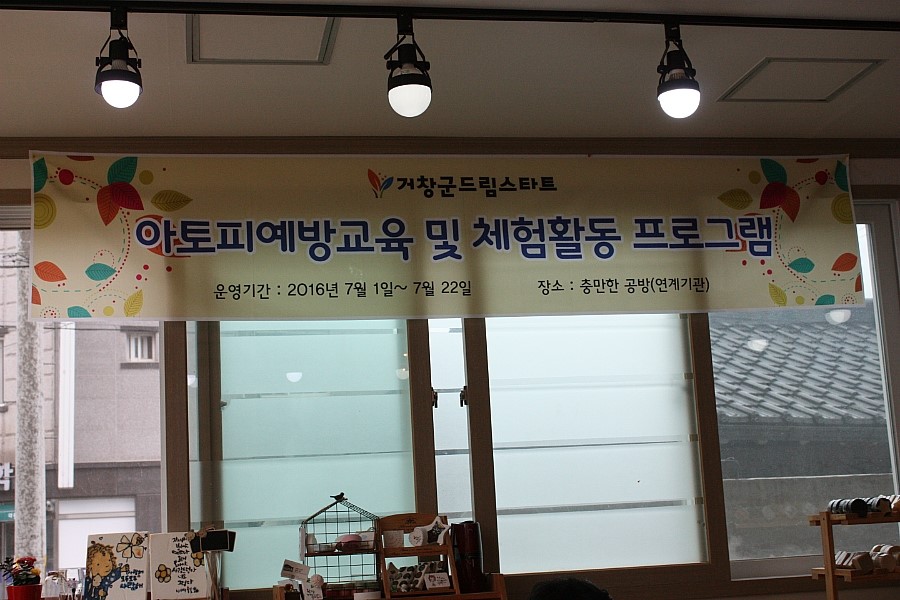 거창군드림스타트
아토피예방교육 및 체험활동 프로그램
운영기간 : 2016년 7월 1일~ 7월 22일 장소 : 충만한 공방(연계기관)